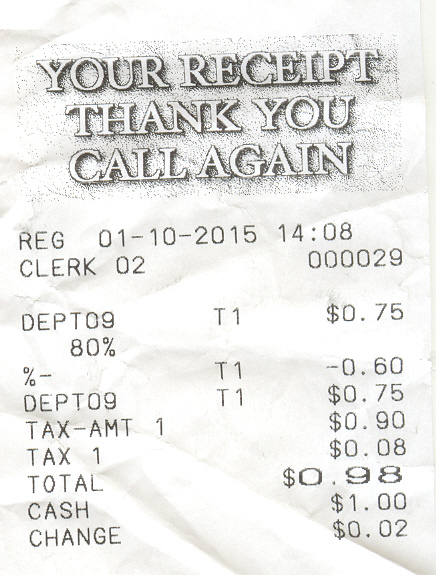 YOUR RECEIPT
THANK YOU
CALL AGAIN
REG 01-10-2015 14:08
CLERK 02 000029
DEPT09 T1 $0.75
80%
%- T1 -0.60
DEPT09 T1 $0.75
TAX-AMT 1 $0.90
TAX 1 $0.08
TOTAL $0.98
CASH $1.00
CHANGE $0.02